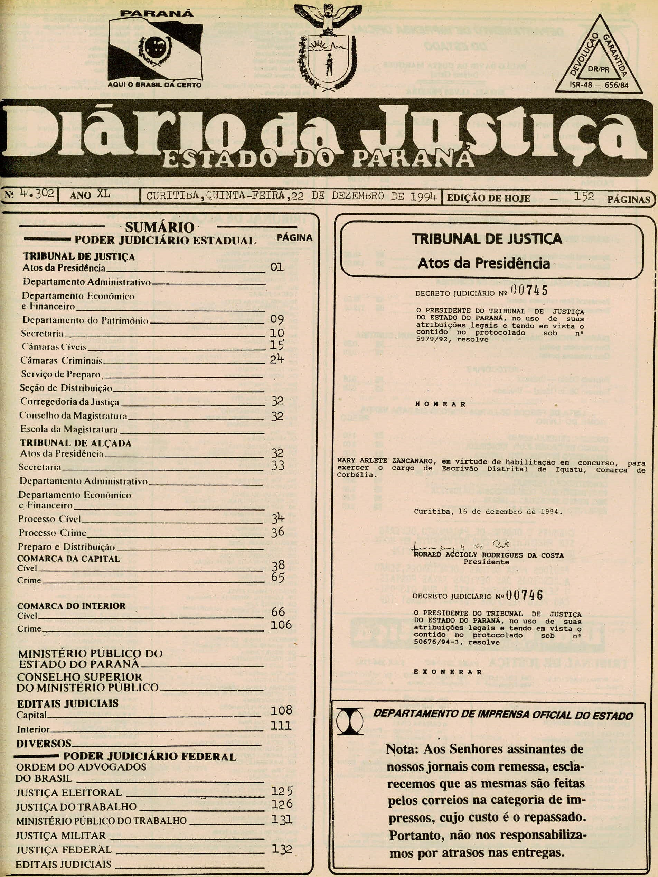 PARANÁ
AQUI O BRASIL DÁ CERTO
DEVOLUÇÃO
GARANTIDA
DR/PR
ISR-48 — 656/84
Diário da Justiça
ESTADO DO PARANÁ
Nº 4.302 ANO XL CURITIBA, QUINTA-FEIRA, 22 DE DEZEMBRO DE 1994 EDIÇÃO DE HOJE — 152 PÁGINAS
SUMÁRIO
PODER JUDICIÁRIO ESTADUAL PÁGINA
TRIBUNAL DE JUSTIÇA
Atos da Presidência 01
Departamento Administrativo
Departamento Econômico
e Financeiro
Departamento do Patrimônio 09
Secretaria 10
Câmaras Cíveis 15
Câmaras Criminais 24
Serviço de Preparo
Seção de Distribuição
Corregedoria da Justiça 32
Conselho da Magistratura 32
Escola da Magistratura
TRIBUNAL DE ALÇADA
Atos da Presidência 32
Secretaria 33
Departamento Administrativo
Departamento Econômico
e Financeiro
Processo Cível 34
Processo Crime 36
Preparo e Distribuição
COMARCA DA CAPITAL
Cível 38
Crime 65
COMARCA DO INTERIOR
Cível 66
Crime 106
MINISTÉRIO PÚBLICO DO
ESTADO DO PARANÁ
CONSELHO SUPERIOR
DO MINISTÉRIO PÚBLICO
EDITAIS JUDICIAIS
Capital 108
Interior 111
DIVERSOS
PODER JUDICIÁRIO FEDERAL
ORDEM DO ADVOGADOS
DO BRASIL
JUSTIÇA ELEITORAL 125
JUSTIÇA DO TRABALHO 126
MINISTÉRIO PÚBLICO DO TRABALHO 131
JUSTIÇA MILITAR
JUSTIÇA FEDERAL 132
EDITAIS JUDICIAIS
TRIBUNAL DE JUSTIÇA
Atos da Presidência
DECRETO JUDICIÁRIO Nº 00745
O PRESIDENTE DO TRIBUNAL DE JUSTIÇA
DO ESTADO DO PARANÁ, no uso de suas
atribuições legais e tendo em vista o
contido no protocolado sob nº
5979/92, resolve
N O M E A R
MARY ARLETE ZANCANARO, em virtude de habilitação em concurso, para
exercer o cargo de Escrivão Distrital de Iguatu, comarca de
Corbélia.
Curitiba, 16 de dezembro de 1994.
RONALD ACCIOLY RODRIGUES DA COSTA
Presidente
DECRETO JUDICIÁRIO Nº 00746
O PRESIDENTE DO TRIBUNAL DE JUSTIÇA
DO ESTADO DO PARANÁ, no uso de suas
atribuições legais e tendo em vista o
contido no protocolado sob nº
50676/94-3, resolve
E X O N E R A R
DEPARTAMENTO DE IMPRENSA OFICIAL DO ESTADO
Nota: Aos Senhores assinantes de
nossos jornais com remessa, escla-
recemos que as mesmas são feitas
pelos correios na categoria de im-
pressos, cujo custo é o repassado.
Portanto, não nos responsabiliza-
mos por atrasos nas entregas.